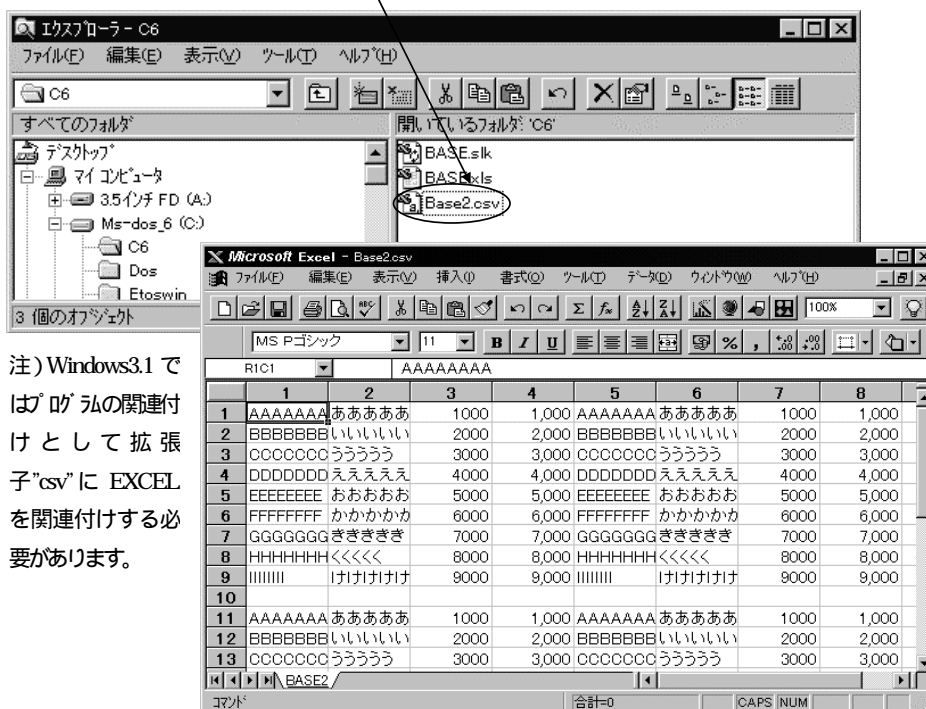 エクスプローラ - C6
ファイル(F) 編集(E) 表示(V) ツール(T) ヘルプ(H)
C6
すべてのフォルダ 開いているフォルダ: 'C6'
デスクトップ
マイ コンピュータ
3.5インチ FD (A:)
Ms-dos_6 (C:)
C6
Dos
Etoswin
BASE.slk
BASE.xls
Base2.csv
3 個のオブジェクト
注)Windows3.1 で
はプログラムの関連付
けとして拡張
子”csv”に EXCEL
を関連付けする必
要があります。
Microsoft Excel - Base2.csv
ファイル(F) 編集(E) 表示(V) 挿入(I) 書式(O) ツール(T) データ(D) ウィンドウ(W) ヘルプ(H)
100%
MS Pゴシック 11 B I U % ,
R1C1 AAAAAAAA
1 2 3 4 5 6 7 8
1 AAAAAAA あああああ 1000 1,000 AAAAAAA あああああ 1000 1,000
2 BBBBBBB いいいいい 2000 2,000 BBBBBBB いいいいい 2000 2,000
3 CCCCCCC ううううう 3000 3,000 CCCCCCC ううううう 3000 3,000
4 DDDDDDD えええええ 4000 4,000 DDDDDDD えええええ 4000 4,000
5 EEEEEEEE おおおおお 5000 5,000 EEEEEEEE おおおおお 5000 5,000
6 FFFFFFFF かかかかか 6000 6,000 FFFFFFFF かかかかか 6000 6,000
7 GGGGGGG ききききき 7000 7,000 GGGGGGG ききききき 7000 7,000
8 HHHHHHH くくくくく 8000 8,000 HHHHHHH くくくくく 8000 8,000
9 IIIIIIII けけけけけ 9000 9,000 IIIIIIII けけけけけ 9000 9,000
10
11 AAAAAAA あああああ 1000 1,000 AAAAAAA あああああ 1000 1,000
12 BBBBBBB いいいいい 2000 2,000 BBBBBBB いいいいい 2000 2,000
13 CCCCCCC ううううう 3000 3,000 CCCCCCC ううううう 3000 3,000
BASE2
コマンド 合計=0 CAPS NUM